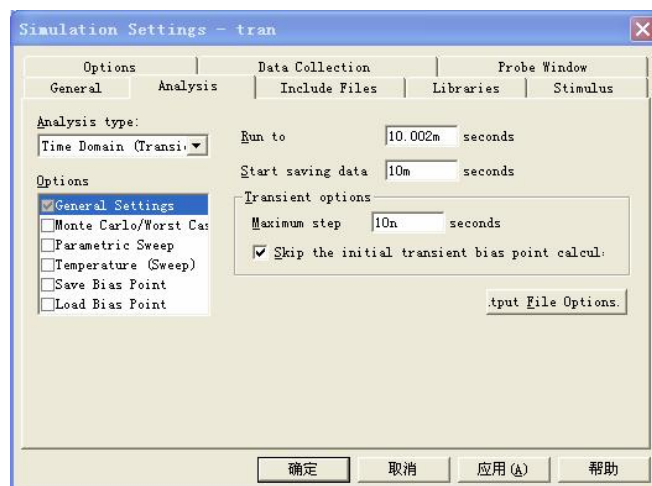 Simulation Settings - tran
Options Data Collection Probe Window
General Analysis Include Files Libraries Stimulus
Analysis type:
Time Domain (Transi
Options
General Settings
Monte Carlo/Worst Cas
Parametric Sweep
Temperature (Sweep)
Save Bias Point
Load Bias Point
Run to 10.002m seconds
Start saving data 10m seconds
Transient options
Maximum step 10n seconds
Skip the initial transient bias point calcul
.tput File Options.
确定 取消 应用(A) 帮助